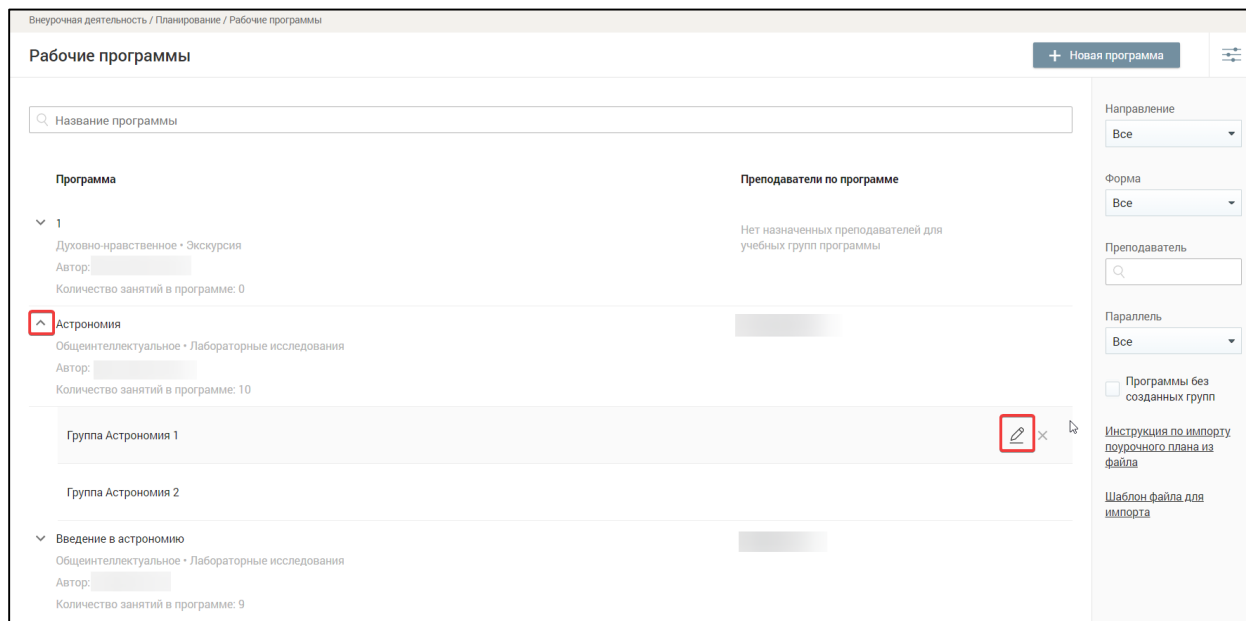 Внеурочная деятельность / Планирование / Рабочие программы
Рабочие программы
+ Новая программа
Название программы
Программа
Преподаватели по программе
1
Духовно-нравственное • Экскурсия
Автор:
Количество занятий в программе: 0
Нет назначенных преподавателей для
учебных групп программы
Астрономия
Общеинтеллектуальное • Лабораторные исследования
Автор:
Количество занятий в программе: 10
Группа Астрономия 1
Группа Астрономия 2
Введение в астрономию
Общеинтеллектуальное • Лабораторные исследования
Автор:
Количество занятий в программе: 9
Направление
Все
Форма
Все
Преподаватель
Параллель
Все
Программы без
созданных групп
Инструкция по импорту
поурочного плана из
файла
Шаблон файла для
импорта